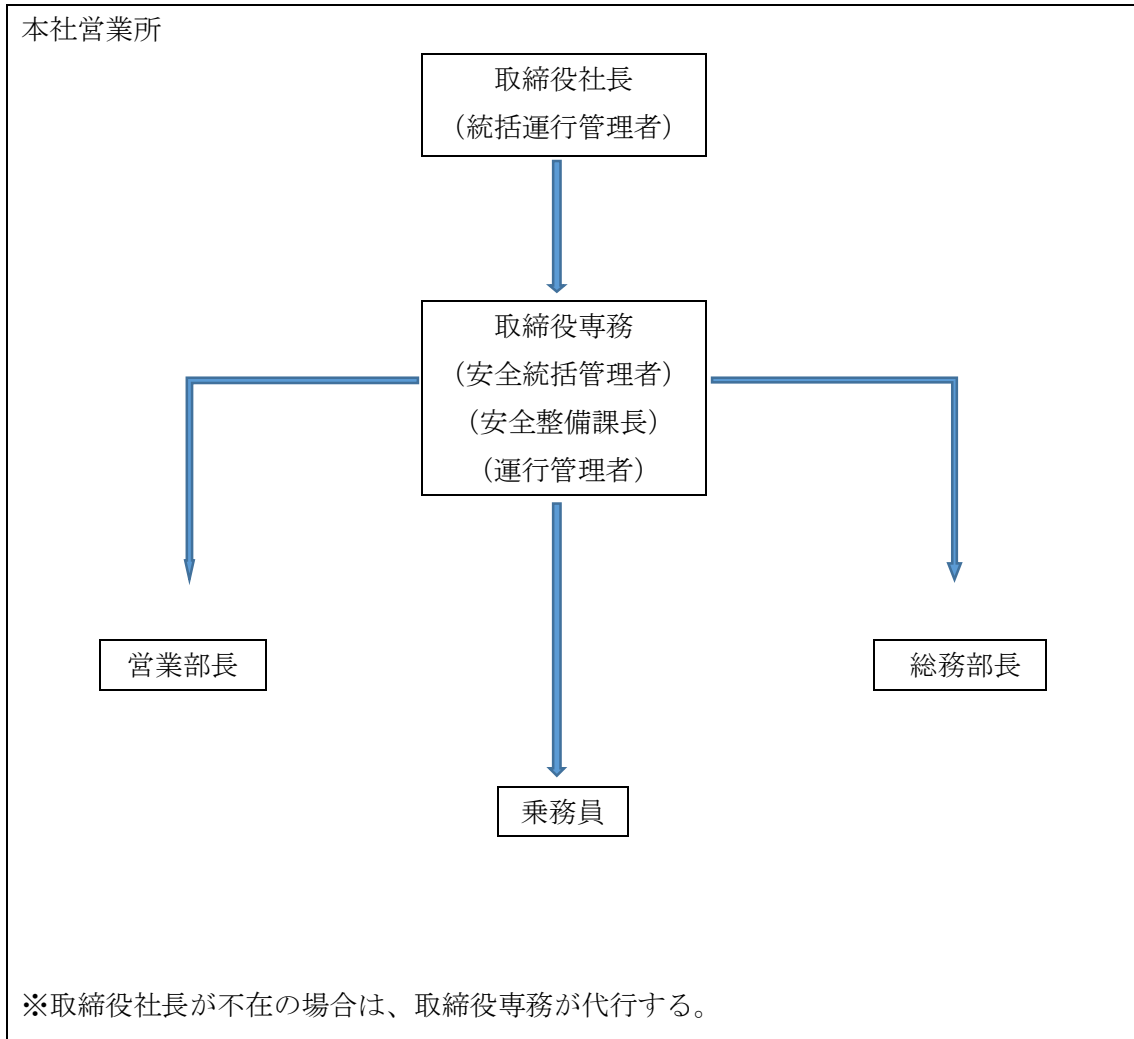 本社営業所
取締役社長
（統括運行管理者）
取締役専務
（安全統括管理者）
（安全整備課長）
（運行管理者）
営業部長
総務部長
乗務員
※取締役社長が不在の場合は、取締役専務が代行する。